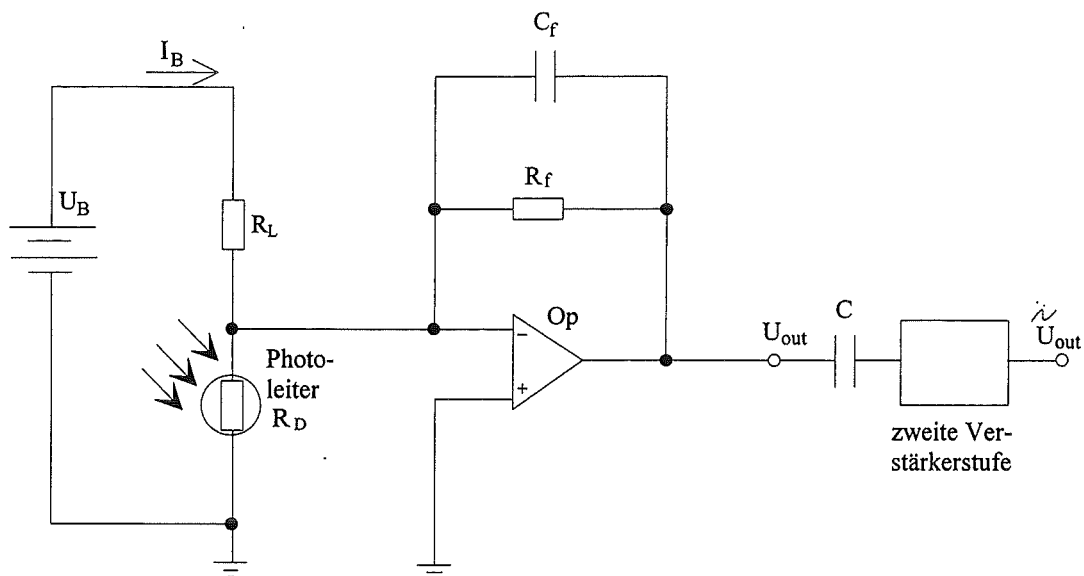 C_f
I_B
R_f
U_B
R_L
Op
−
+
U_out
C
U_out
Photo-
leiter
R_D
zweite Ver-
stärkerstufe